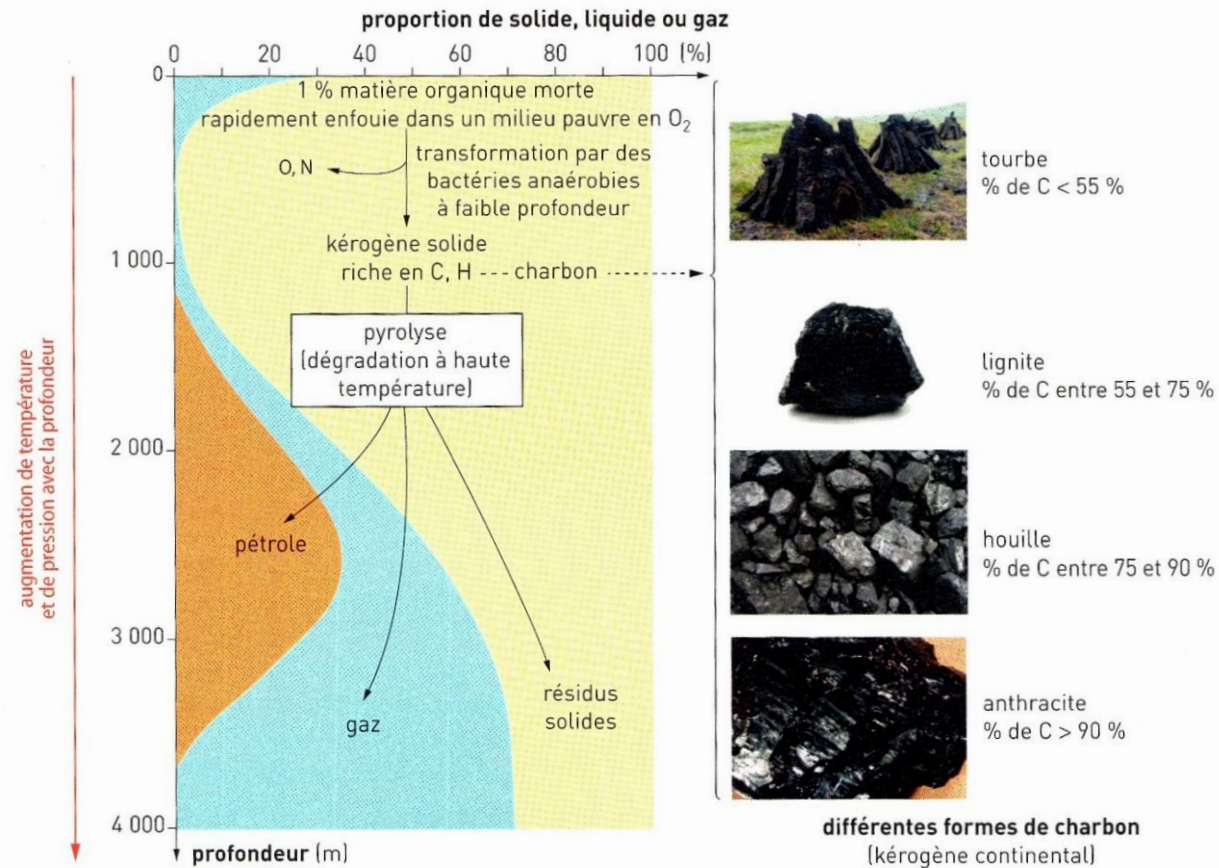 proportion de solide, liquide ou gaz
0 20 40 60 80 100 (%)
0
1 % matière organique morte
rapidement enfouie dans un milieu pauvre en O₂
O, N
transformation par des
bactéries anaérobies
à faible profondeur
1 000
kérogène solide
riche en C, H --- charbon
pyrolyse
(dégradation à haute
température)
2 000
pétrole
3 000
gaz
résidus
solides
4 000
profondeur (m)
augmentation de température
et de pression avec la profondeur
tourbe
% de C < 55 %
lignite
% de C entre 55 et 75 %
houille
% de C entre 75 et 90 %
anthracite
% de C > 90 %
différentes formes de charbon
(kérogène continental)